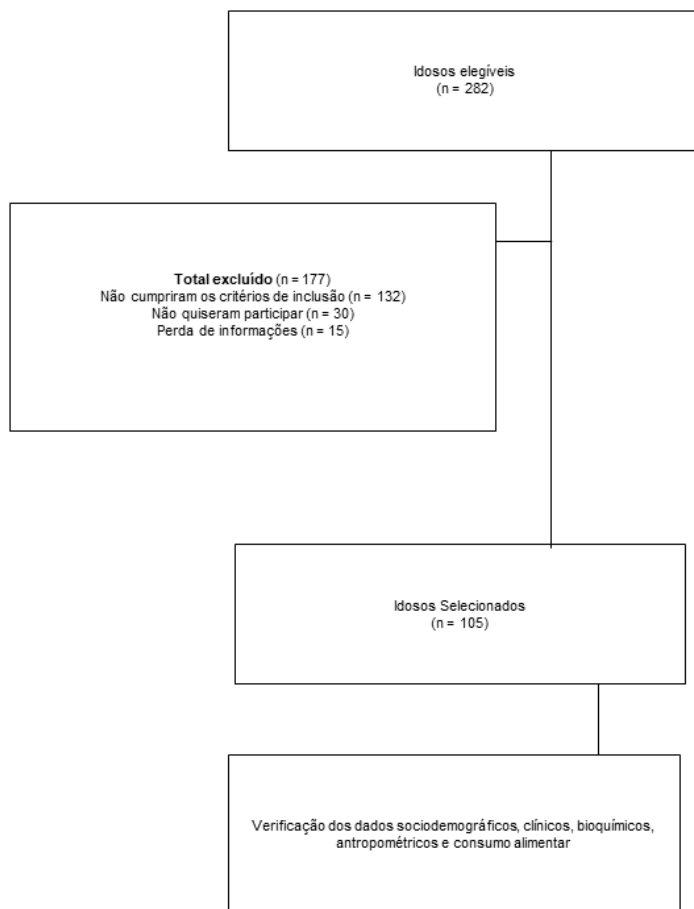 Idosos elegíveis
(n = 282)
Total excluído (n = 177)
Não cumpriram os critérios de inclusão (n = 132)
Não quiseram participar (n = 30)
Perda de informações (n = 15)
Idosos Selecionados
(n = 105)
Verificação dos dados sociodemográficos, clínicos, bioquímicos,
antropométricos e consumo alimentar